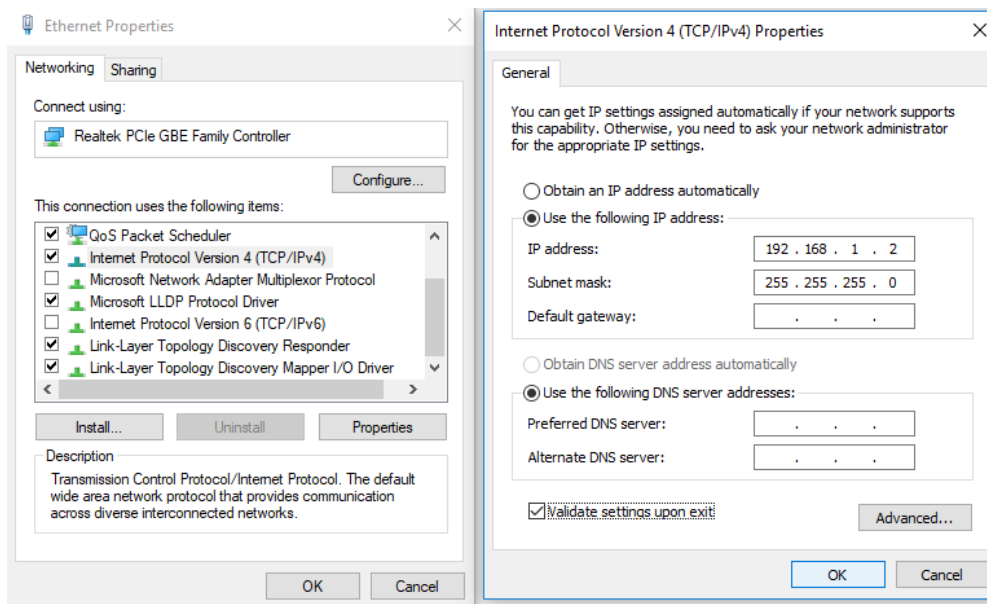 Ethernet Properties
Networking
Sharing
Connect using:
Realtek PCIe GBE Family Controller
Configure...
This connection uses the following items:
QoS Packet Scheduler
Internet Protocol Version 4 (TCP/IPv4)
Microsoft Network Adapter Multiplexor Protocol
Microsoft LLDP Protocol Driver
Internet Protocol Version 6 (TCP/IPv6)
Link-Layer Topology Discovery Responder
Link-Layer Topology Discovery Mapper I/O Driver
Install...
Uninstall
Properties
Description
Transmission Control Protocol/Internet Protocol. The default
wide area network protocol that provides communication
across diverse interconnected networks.
OK
Cancel
Internet Protocol Version 4 (TCP/IPv4) Properties
General
You can get IP settings assigned automatically if your network supports
this capability. Otherwise, you need to ask your network administrator
for the appropriate IP settings.
Obtain an IP address automatically
Use the following IP address:
IP address: 192 . 168 . 1 . 2
Subnet mask: 255 . 255 . 255 . 0
Default gateway: . . .
Obtain DNS server address automatically
Use the following DNS server addresses:
Preferred DNS server: . . .
Alternate DNS server: . . .
Validate settings upon exit
Advanced...
OK
Cancel